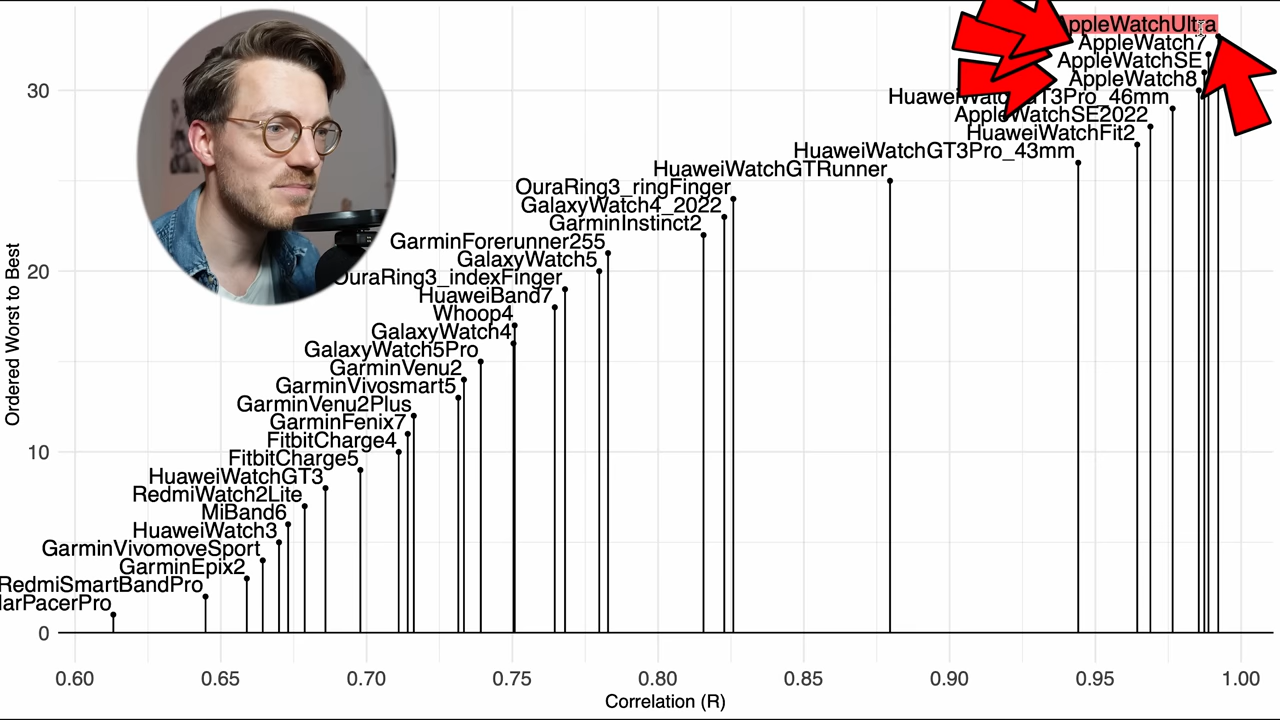 AppleWatchUltra
AppleWatch7
AppleWatchSE
AppleWatch8
HuaweiWatchGT3Pro_46mm
AppleWatchSE2022
HuaweiWatchFit2
HuaweiWatchGT3Pro_43mm
HuaweiWatchGTRunner
OuraRing3_ringFinger
GalaxyWatch4_2022
GarminInstinct2
GarminForerunner255
GalaxyWatch5
OuraRing3_indexFinger
HuaweiBand7
Whoop4
GalaxyWatch4
GalaxyWatch5Pro
GarminVenu2
GarminVivosmart5
GarminVenu2Plus
GarminFenix7
FitbitCharge4
FitbitCharge5
HuaweiWatchGT3
RedmiWatch2Lite
MiBand6
HuaweiWatch3
GarminVivomoveSport
GarminEpix2
RedmiSmartBandPro
larPacerPro
Ordered Worst to Best
30
20
10
0
0.60 0.65 0.70 0.75 0.80 0.85 0.90 0.95 1.00
Correlation (R)